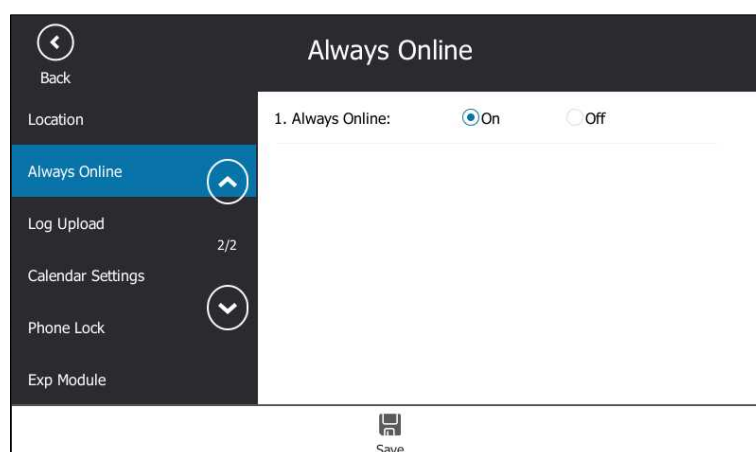 Always Online
Back
Location
Always Online
Log Upload
2/2
Calendar Settings
Phone Lock
Exp Module
1. Always Online: On Off
Save